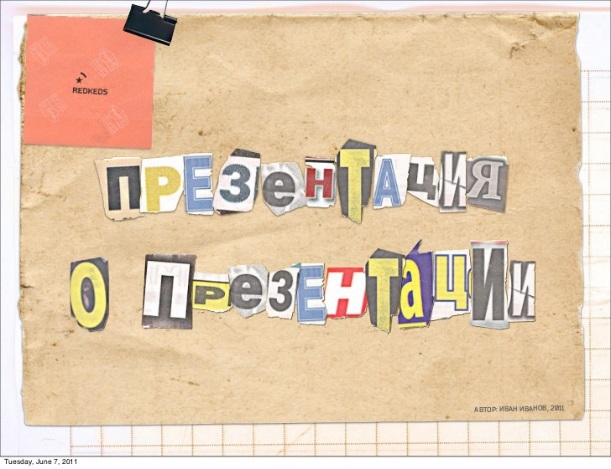 REDKEDS
ПРЕЗЕНТАЦИЯ
О ПРЕЗЕНТАЦИИ
АВТОР: ИВАН ИВАНОВ, 2011
Tuesday, June 7, 2011